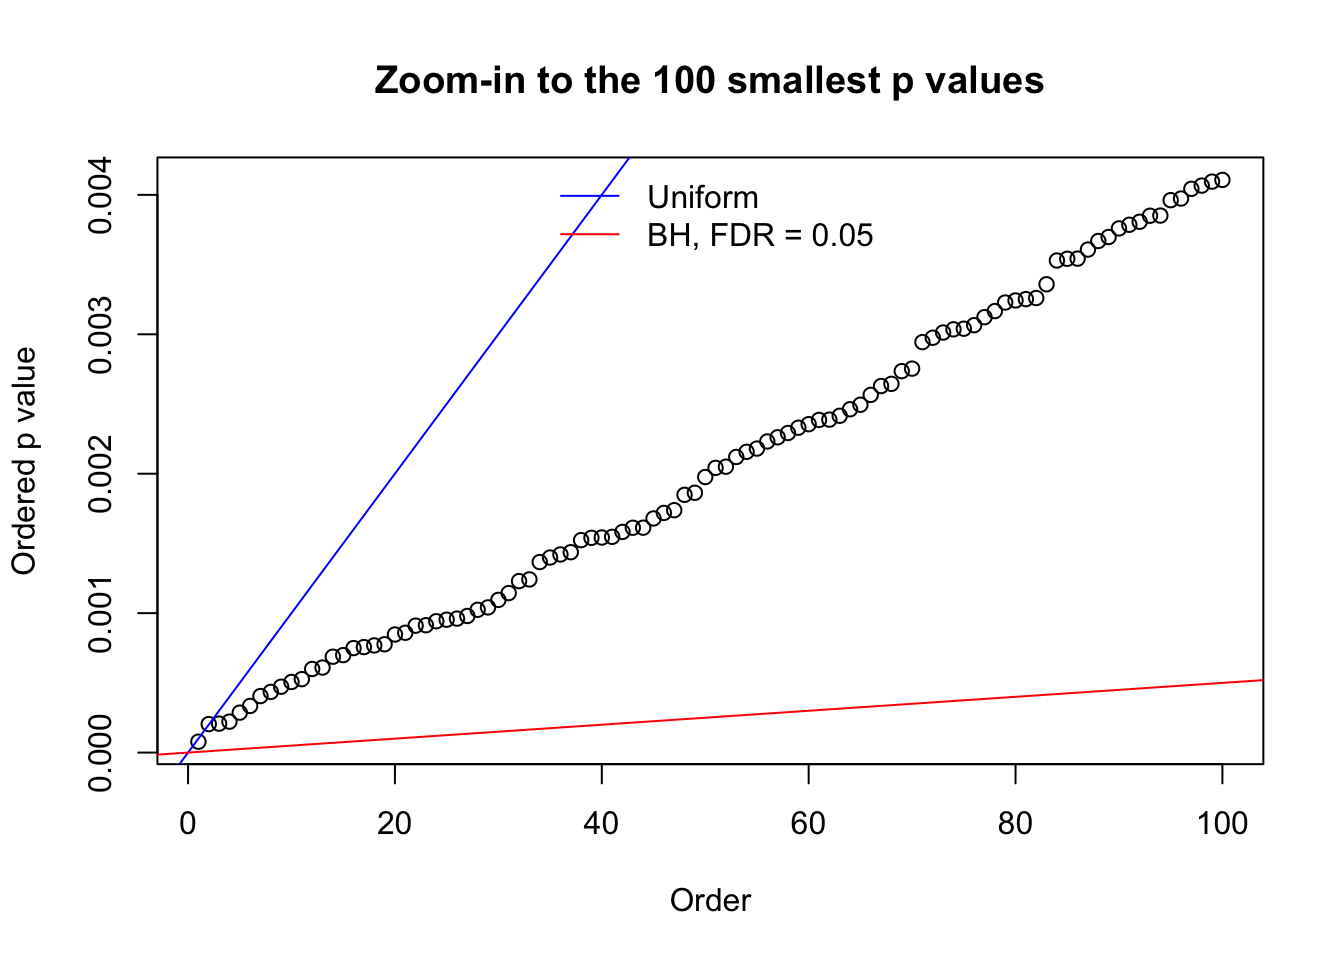 Zoom-in to the 100 smallest p values
Uniform
BH, FDR = 0.05
Ordered p value
0.004
0.003
0.002
0.001
0.000
0 20 40 60 80 100
Order